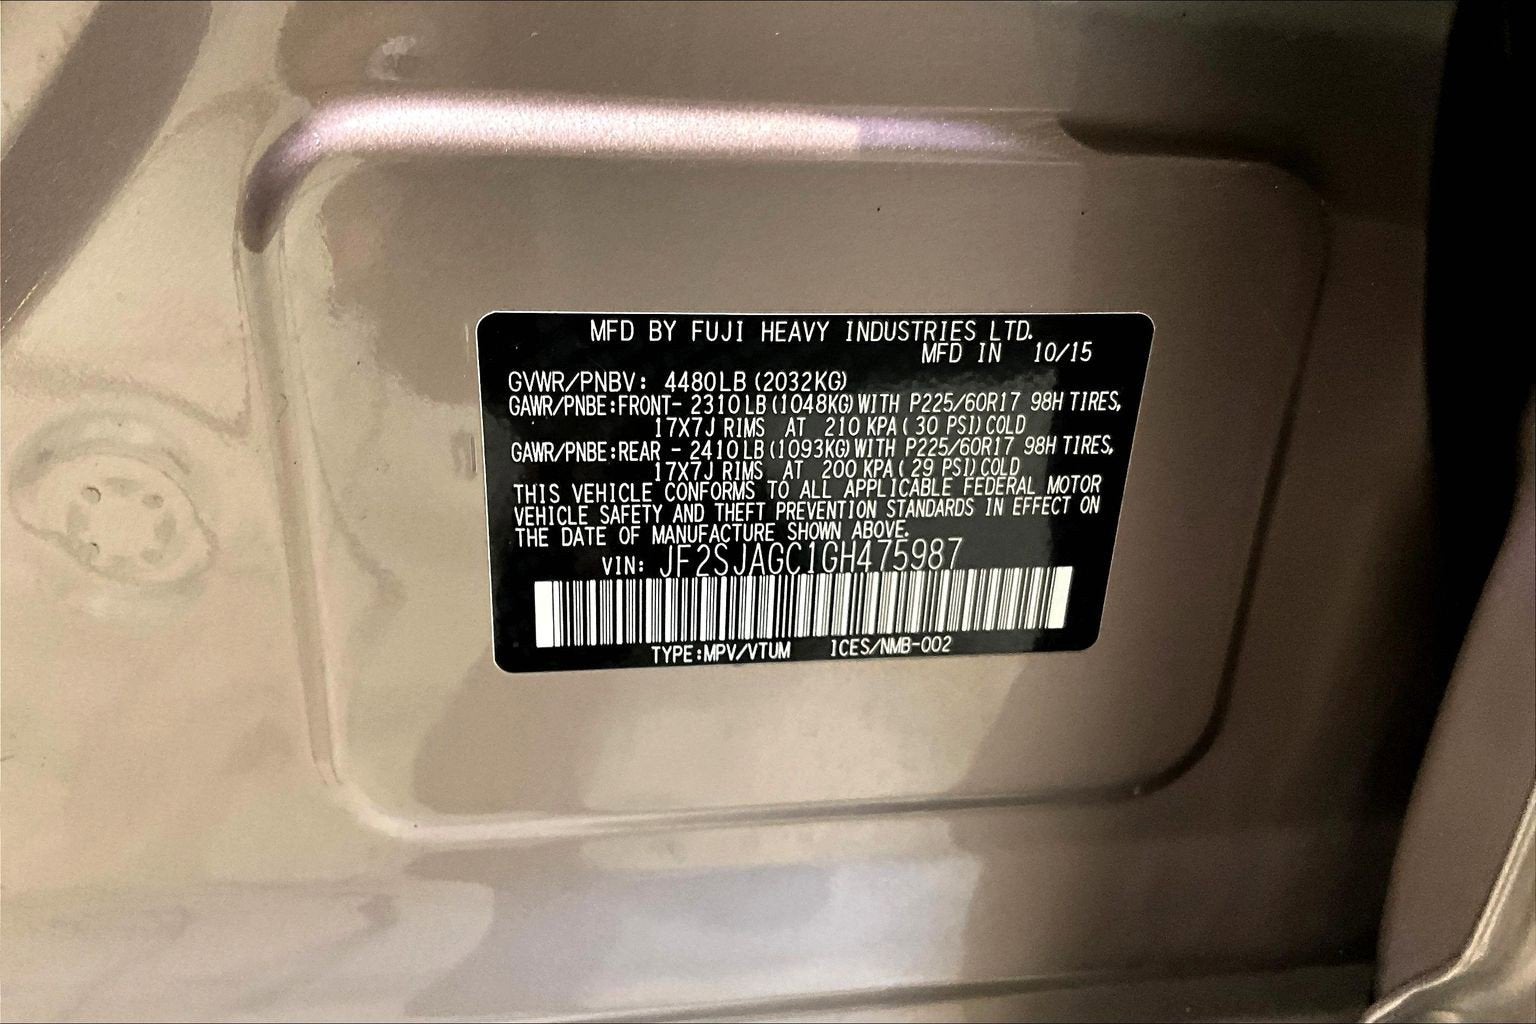 MFD BY FUJI HEAVY INDUSTRIES LTD.
MFD IN 10/15
GVWR/PNBV: 4480LB (2032KG)
GAWR/PNBE:FRONT- 2310LB (1048KG) WITH P225/60R17 98H TIRES,
17X7J RIMS AT 210 KPA ( 30 PSI) COLD
GAWR/PNBE:REAR - 2410LB (1093KG) WITH P225/60R17 98H TIRES,
17X7J RIMS AT 200 KPA ( 29 PSI) COLD
THIS VEHICLE CONFORMS TO ALL APPLICABLE FEDERAL MOTOR
VEHICLE SAFETY AND THEFT PREVENTION STANDARDS IN EFFECT ON
THE DATE OF MANUFACTURE SHOWN ABOVE.
VIN: JF2SJAGC1GH475987
TYPE:MPV/VTUM ICES/NMB-002